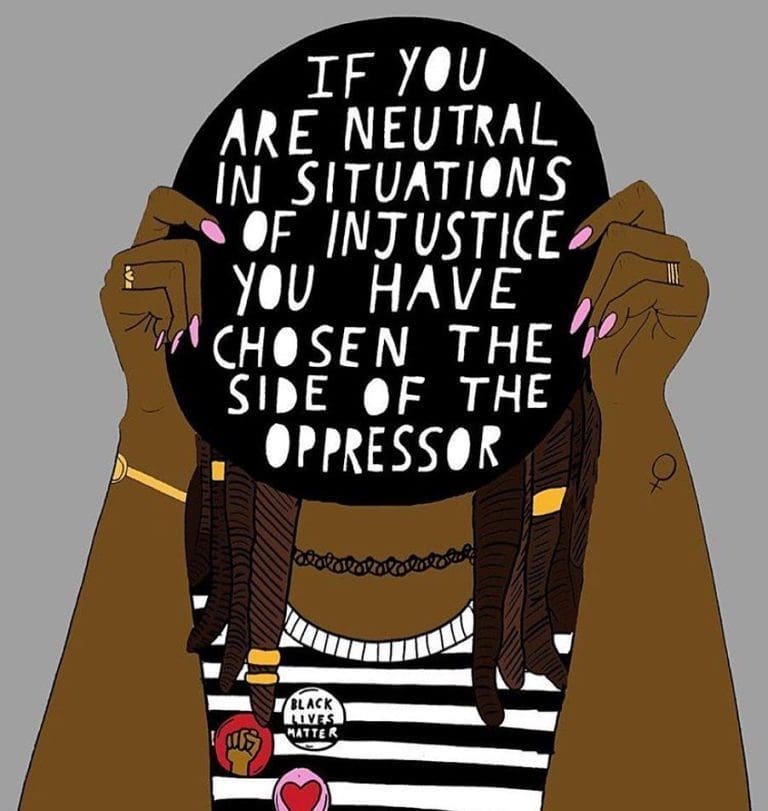 IF YOU
ARE NEUTRAL
IN SITUATIONS
OF INJUSTICE
YOU HAVE
CHOSEN THE
SIDE OF THE
OPPRESSOR
BLACK
LIVES
MATTER